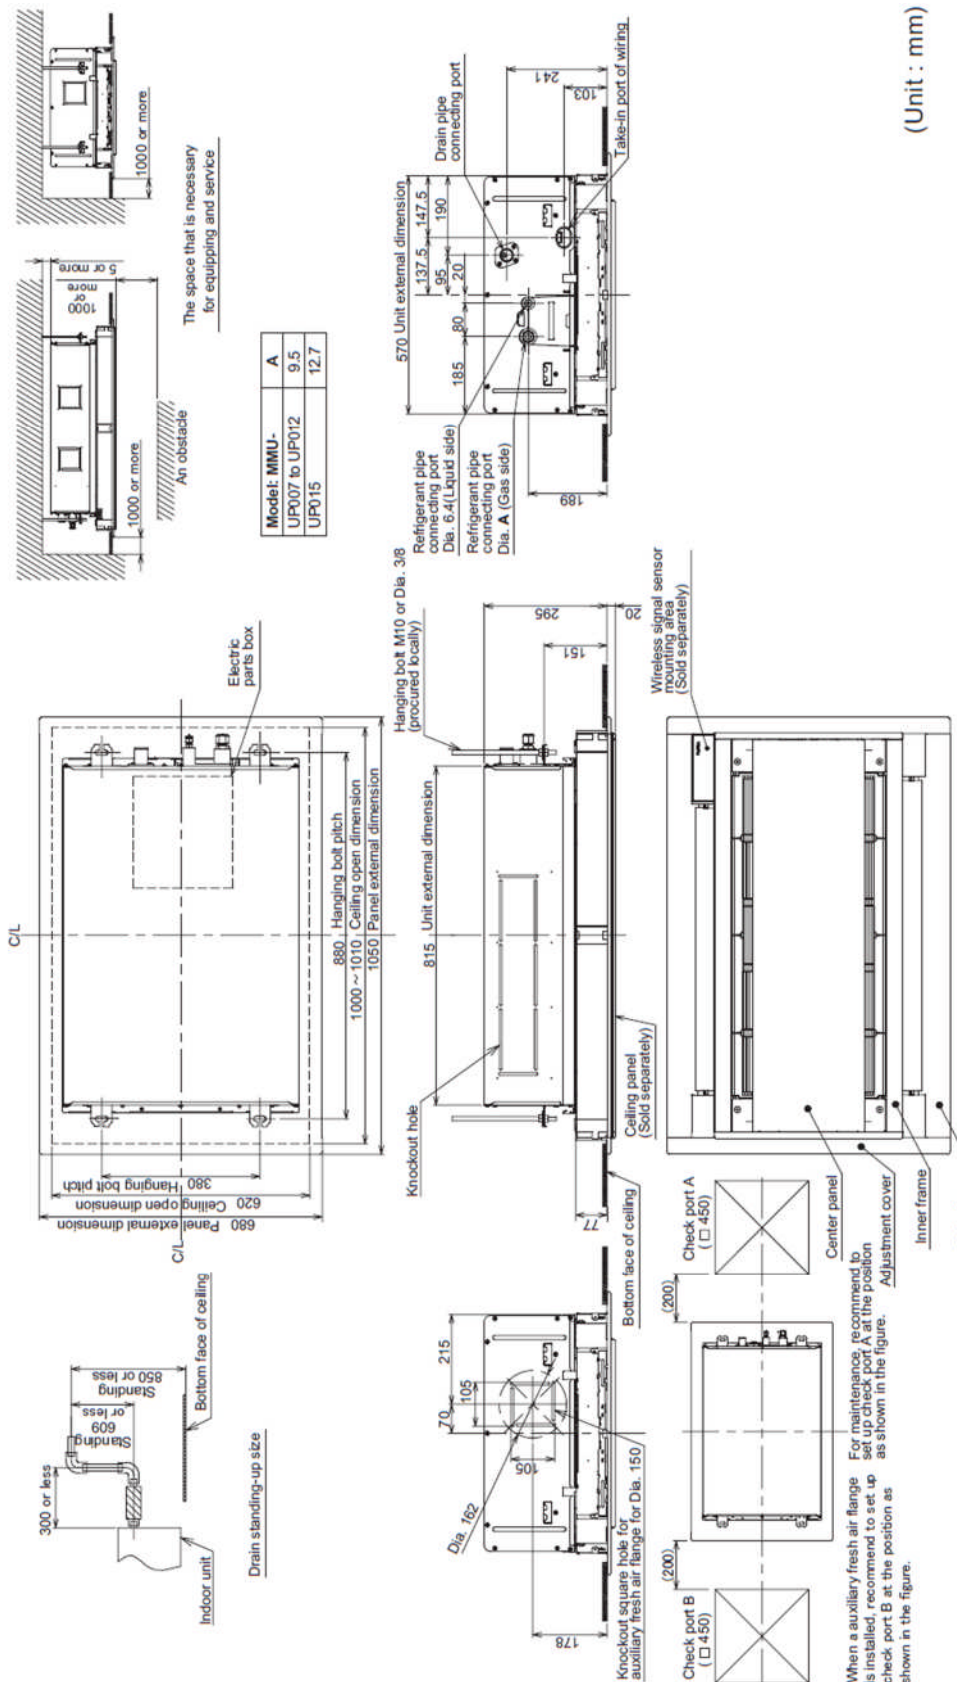 1000 or more
The space that is necessary
for equipping and service
5 or more
1000
or
more
An obstacle
1000 or more
Model: MMU-	A
UP007 to UP012	9.5
UP015	12.7
570 Unit external dimension
137.5
147.5
95
190
20
80
185
241
103
189
Drain pipe
connecting port
Take-in port of wiring
Refrigerant pipe
connecting port
Dia. 6.4(Liquid side)
Refrigerant pipe
connecting port
Dia. A (Gas side)
(Unit : mm)
C/L
Electric
parts box
880 Hanging bolt pitch
1000 ~ 1010 Ceiling open dimension
1050 Panel external dimension
380 Hanging bolt pitch
620 Ceiling open dimension
680 Panel external dimension
C/L
Hanging bolt M10 or Dia. 3/8
(procured locally)
295
151
20
815 Unit external dimension
Knockout hole
77
Ceiling panel
(Sold separately)
Bottom face of ceiling
Wireless signal sensor
mounting area
(Sold separately)
Center panel
Adjustment cover
Inner frame
300 or less
Standing
609
or less
Standing
850 or less
Bottom face of ceiling
Indoor unit
Drain standing-up size
215
105
70
105
Dia. 162
178
Knockout square hole for
auxiliary fresh air flange for Dia. 150
Check port A
( □ 450)
(200)
(200)
Check port B
( □ 450)
For maintenance, recommend to
set up check port A at the position
as shown in the figure.
When a auxiliary fresh air flange
is installed, recommend to set up
check port B at the position as
shown in the figure.